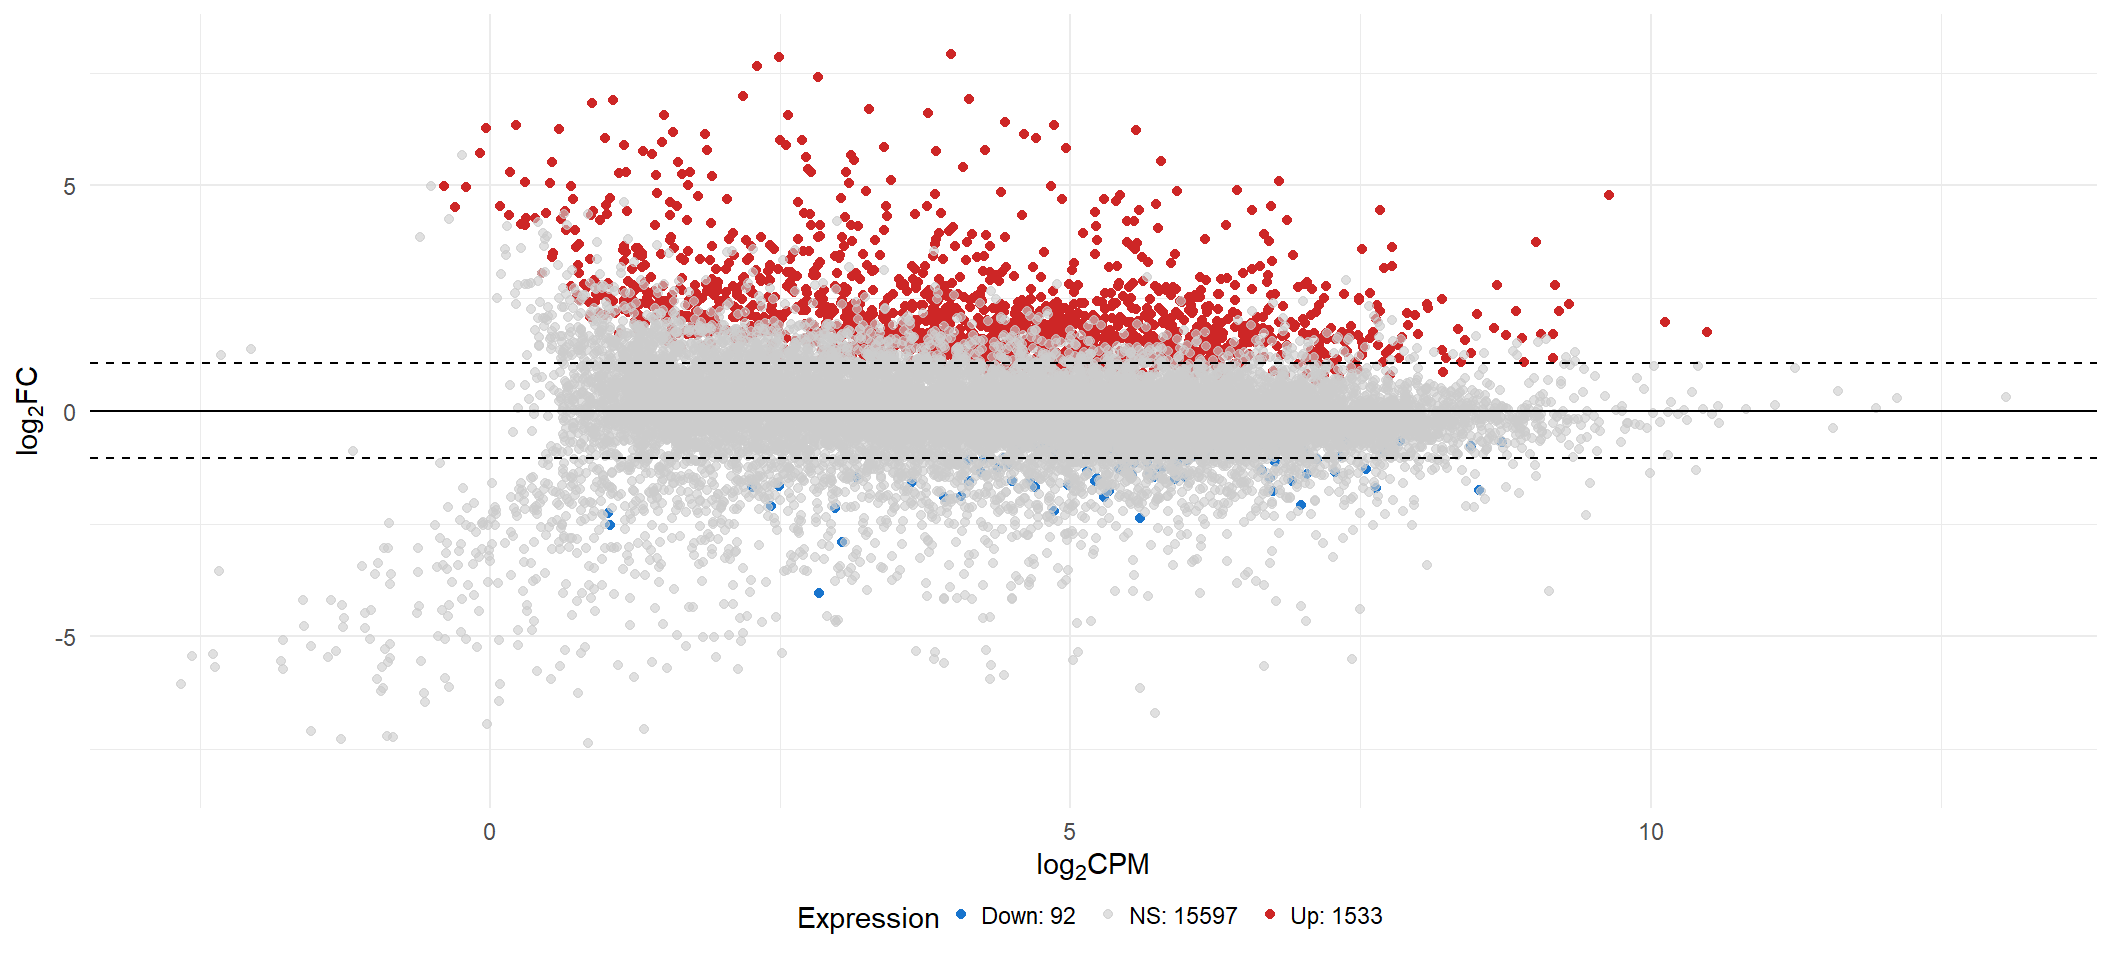 log₂FC
5
0
-5
0 5 10
log₂CPM
Expression Down: 92 NS: 15597 Up: 1533